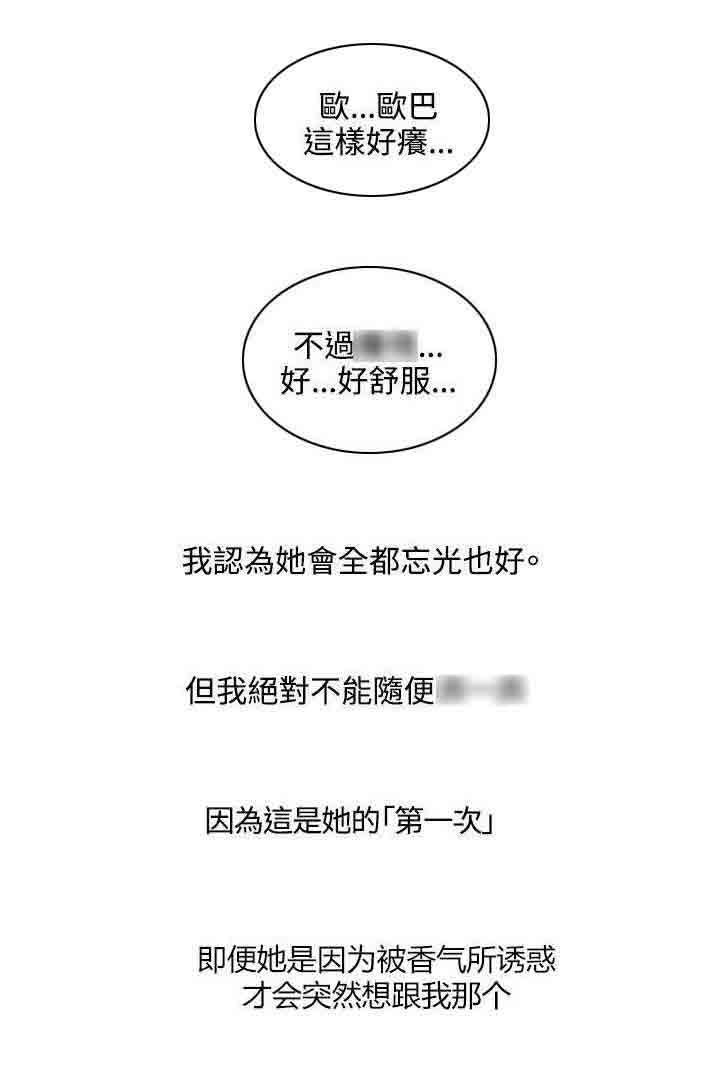 歐...歐巴
這樣好癢...
不過...
好...好舒服...
我認為她會全都忘光也好。
但我絕對不能隨便
因為這是她的「第一次」
即便她是因为被香气所诱惑
才会突然想跟我那个